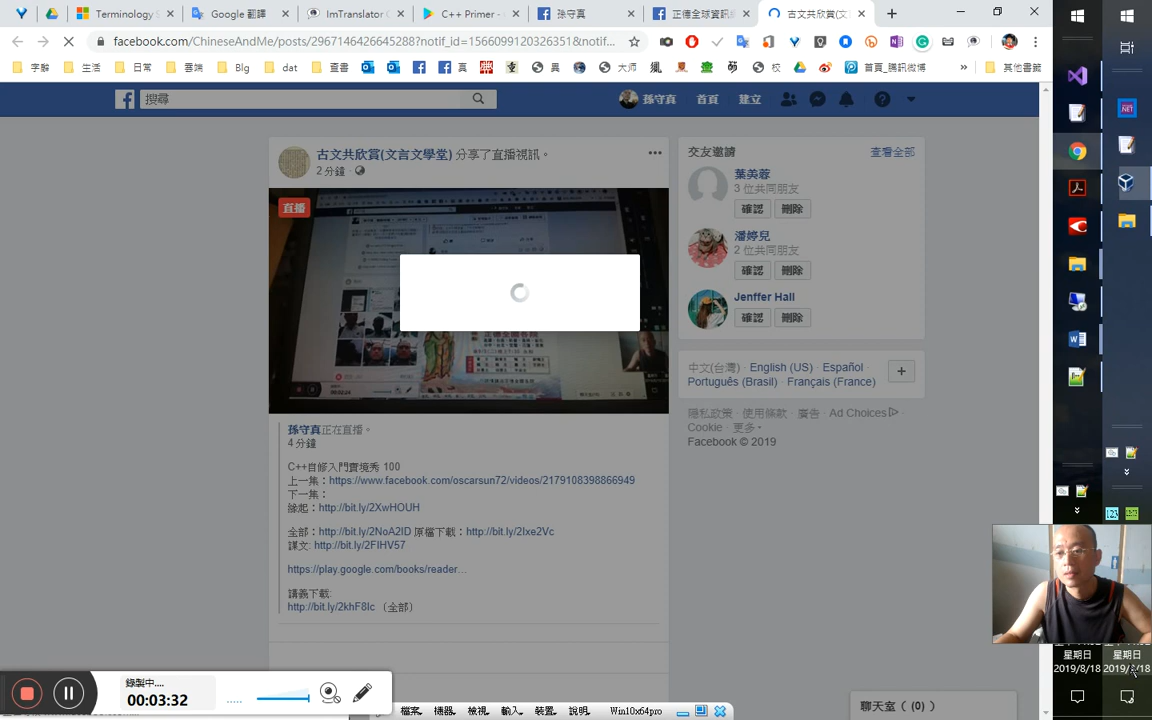 Terminology S
Google 翻譯
ImTranslator C
C++ Primer -
孫守真
正德全球資訊
古文共欣賞(文
facebook.com/ChineseAndMe/posts/2967146426645288?notif_id=1566099120326351&notif...
字辭
生活
日常
雲端
Blg
dat
查書
異
真
大师
校
首頁_騰訊微博
»
其他書籤
搜尋
孫守真
首頁
建立
古文共欣賞(文言文學堂) 分享了直播視訊。
2 分鐘 ·
直播
孫守真正在直播。
4 分鐘
C++自修入門實境秀 100
上一集：https://www.facebook.com/oscarsun72/videos/2179108398866949
下一集：
緣起：http://bit.ly/2XwHOUH
全部：http://bit.ly/2NoA2ID 原檔下載：http://bit.ly/2Ixe2Vc
課文: http://bit.ly/2FIHV57
https://play.google.com/books/reader...
講義下載:
http://bit.ly/2khF8lc （全部）
交友邀請
查看全部
葉美蓉
3 位共同朋友
確認 刪除
潘婷兒
2 位共同朋友
確認 刪除
Jenffer Hall
確認 刪除
中文(台灣) · English (US) · Español ·
Português (Brasil) · Français (France)
隱私政策 · 使用條款 · 廣告 · Ad Choices ·
Cookie · 更多
Facebook © 2019
錄製中....
00:03:32
檔案 機器 檢視 輸入 裝置 說明
Win10x64pro
聊天室 （0）
星期日
2019/8/18
星期日
2019/8/18